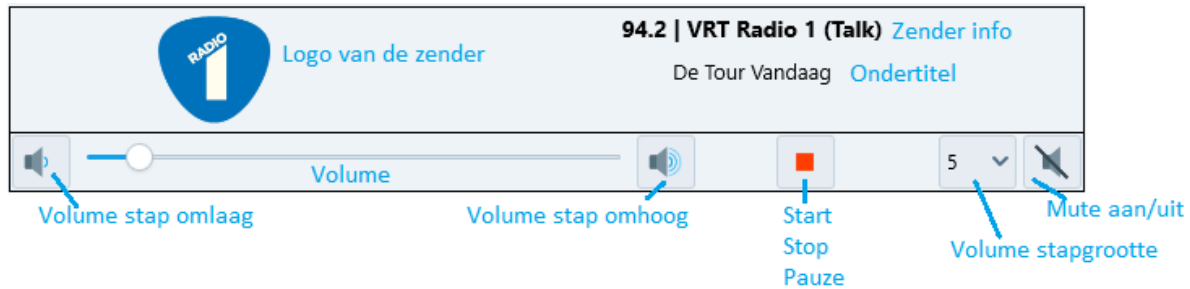 RADIO
1
Logo van de zender
94.2 | VRT Radio 1 (Talk) Zender info
De Tour Vandaag Ondertitel
Volume
5
Volume stap omlaag
Volume stap omhoog
Start
Stop
Pauze
Mute aan/uit
Volume stapgrootte